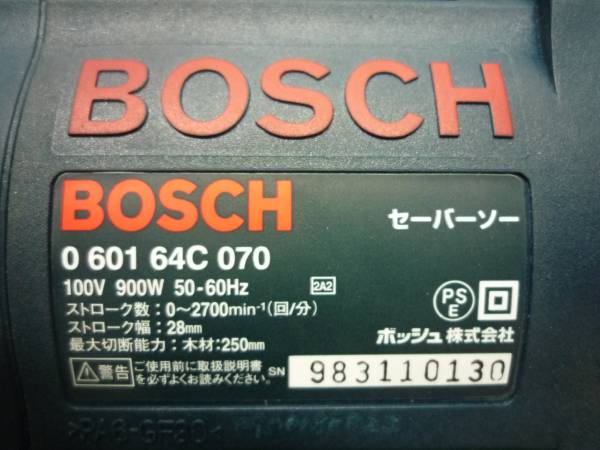 BOSCH
BOSCH
セーバーソー
0 601 64C 070
100V 900W 50-60Hz 2A2
ストローク数:0～2700min⁻¹(回/分)
PSE
ストローク幅:28mm
ボッシュ株式会社
最大切断能力:木材:250mm
警告 ご使用前に取扱説明書
を必ずよくお読みください。
SN 983110130
>PA6-GF30<